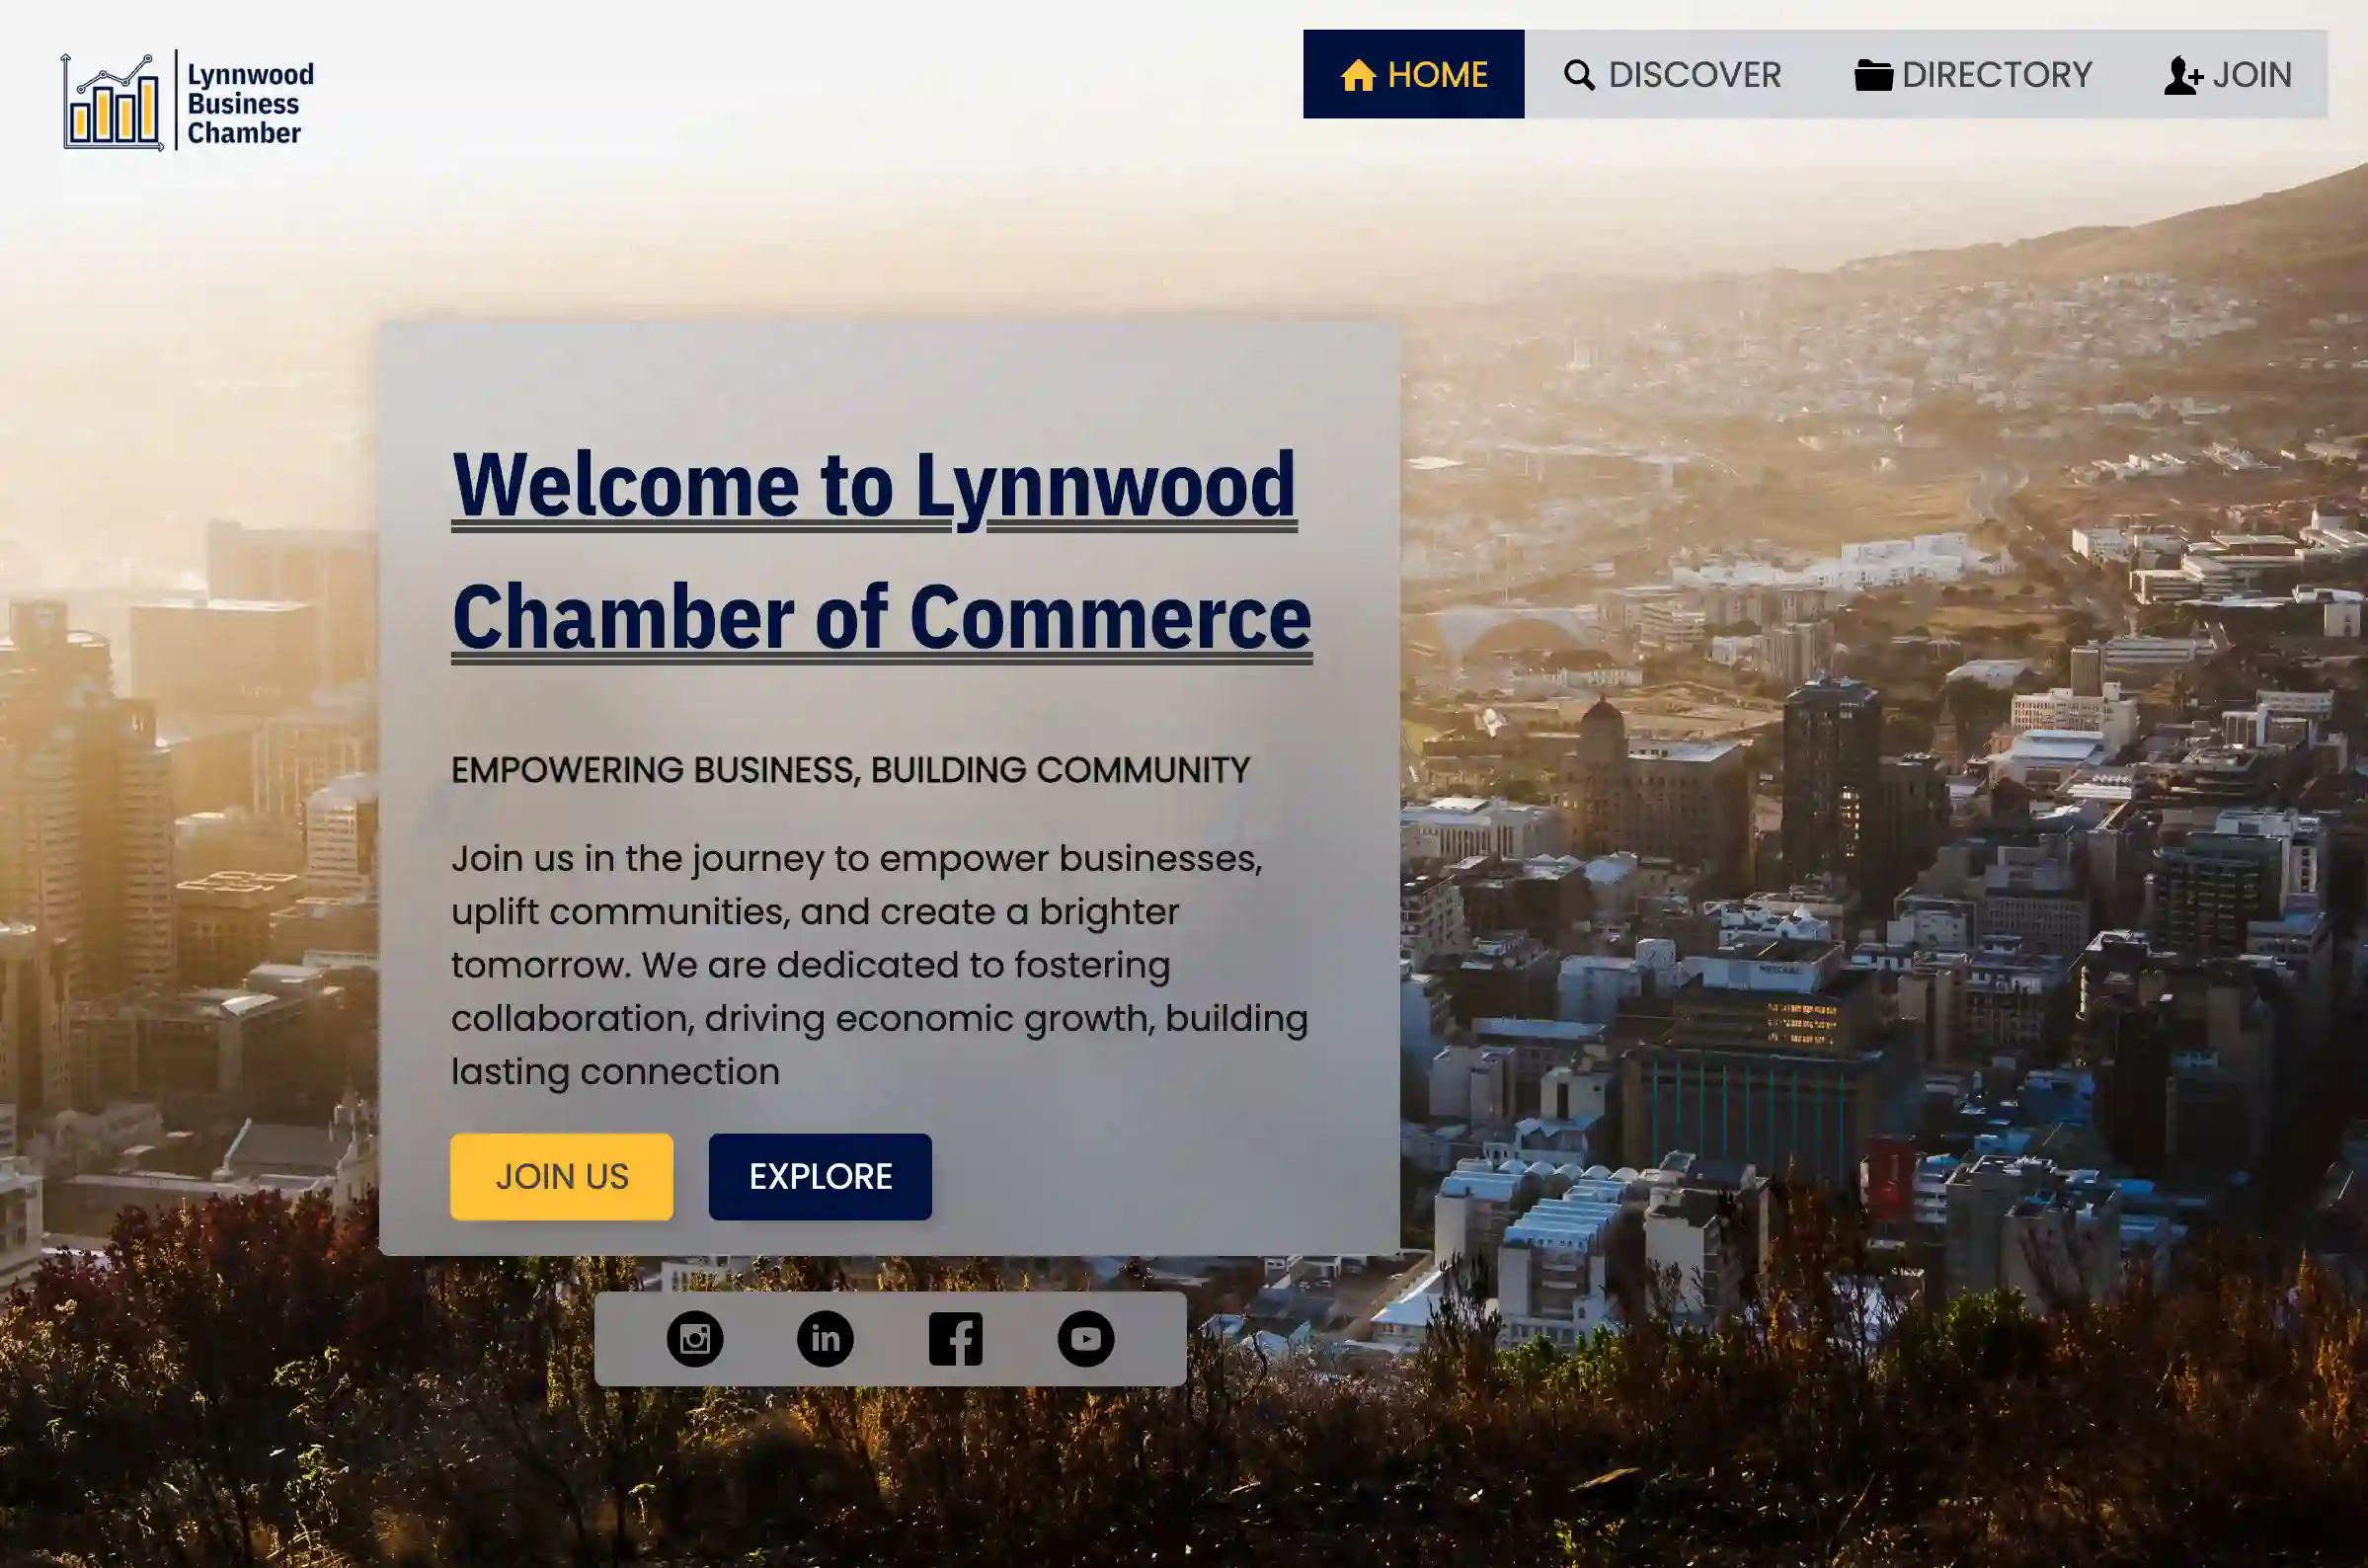 Lynnwood
Business
Chamber
HOME
DISCOVER
DIRECTORY
JOIN
Welcome to Lynnwood
Chamber of Commerce
EMPOWERING BUSINESS, BUILDING COMMUNITY
Join us in the journey to empower businesses,
uplift communities, and create a brighter
tomorrow. We are dedicated to fostering
collaboration, driving economic growth, building
lasting connection
JOIN US
EXPLORE
in